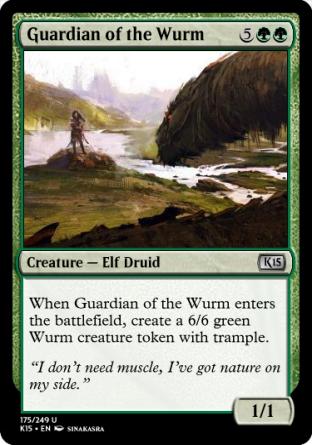 Guardian of the Wurm 5
Creature — Elf Druid K15
When Guardian of the Wurm enters
the battlefield, create a 6/6 green
Wurm creature token with trample.
“I don't need muscle, I've got nature on
my side.”
1/1
175/249 U
K15 • EN SINAKASRA